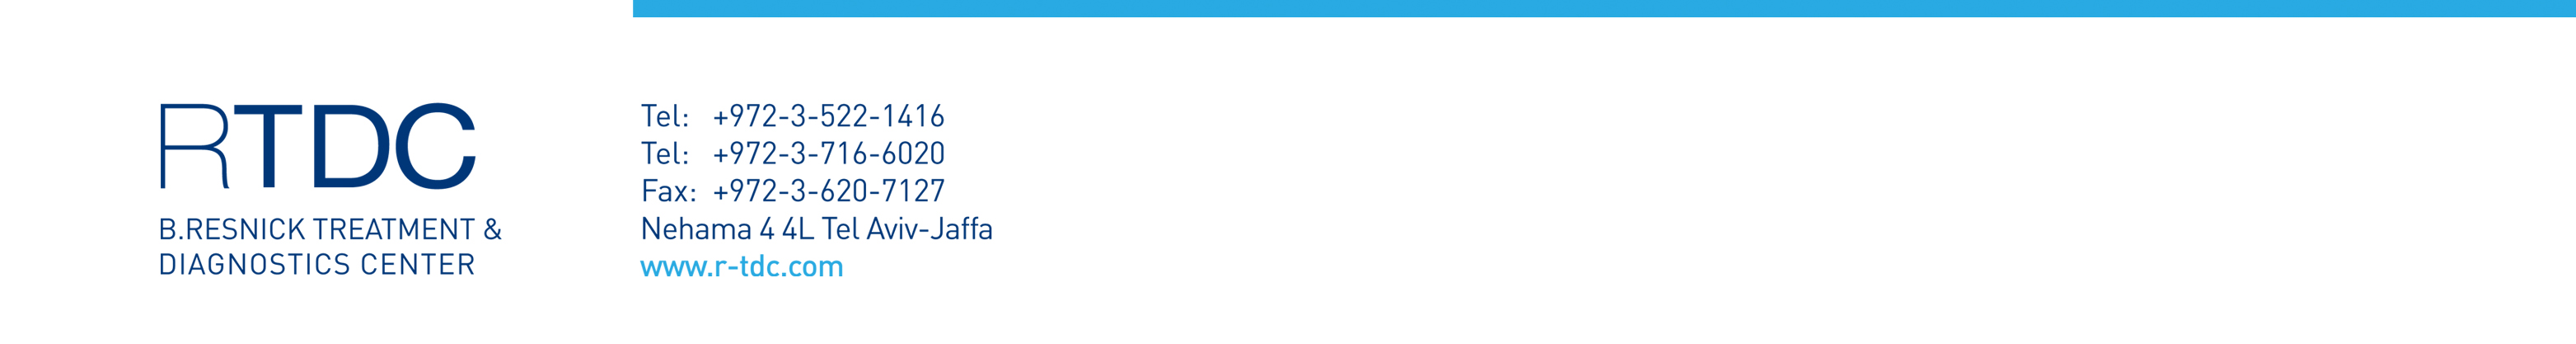 RTDC
B.RESNICK TREATMENT &
DIAGNOSTICS CENTER
Tel: +972-3-522-1416
Tel: +972-3-716-6020
Fax: +972-3-620-7127
Nehama 4 4L Tel Aviv-Jaffa
www.r-tdc.com